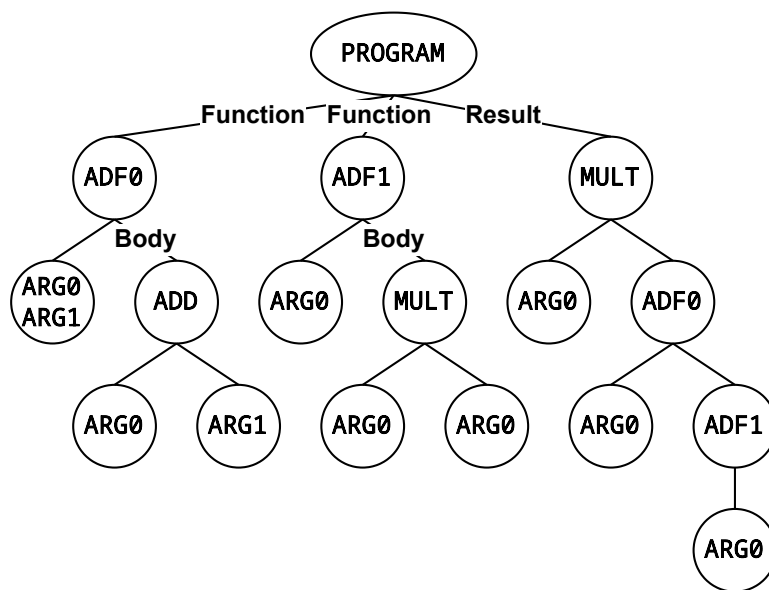 PROGRAM
Function Function Result
ADF0 ADF1 MULT
Body Body
ARG0
ARG1
ADD ARG0 MULT ARG0 ADF0
ARG0 ARG1 ARG0 ARG0 ARG0 ADF1
ARG0